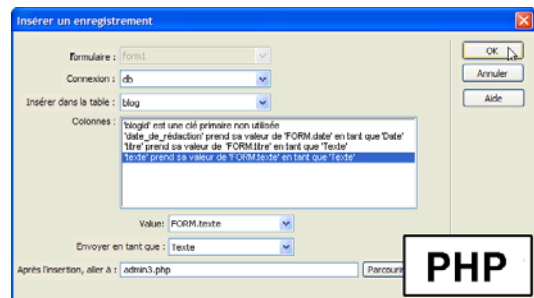 Insérer un enregistrement
Formulaire : form1
OK
Connexion : db
Annuler
Insérer dans la table : blog
Aide
Colonnes :
'blogid' est une clé primaire non utilisée
'date_de_rédaction' prend sa valeur de 'FORM.date' en tant que 'Date'
'titre' prend sa valeur de 'FORM.titre' en tant que 'Texte'
'texte' prend sa valeur de 'FORM.texte' en tant que 'Texte'
Value: FORM.texte
Envoyer en tant que : Texte
Après l'insertion, aller à : admin3.php
PHP